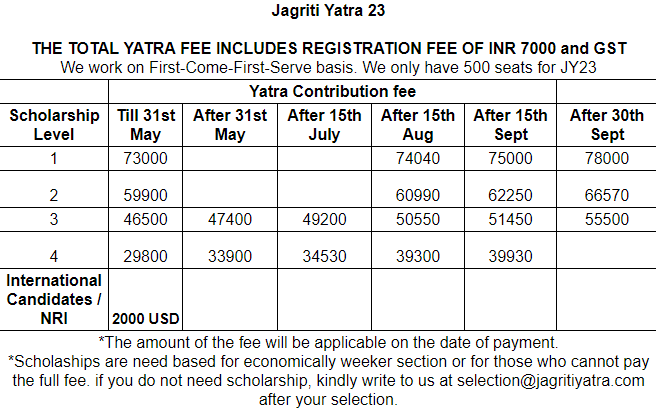 Jagriti Yatra 23
THE TOTAL YATRA FEE INCLUDES REGISTRATION FEE OF INR 7000 and GST
We work on First-Come-First-Serve basis. We only have 500 seats for JY23
Yatra Contribution fee
Scholarship Level Till 31st May After 31st May After 15th July After 15th Aug After 15th Sept After 30th Sept
1 73000 74040 75000 78000
2 59900 60990 62250 66570
3 46500 47400 49200 50550 51450 55500
4 29800 33900 34530 39300 39930
International Candidates / NRI 2000 USD
*The amount of the fee will be applicable on the date of payment.
*Scholaships are need based for economically weeker section or for those who cannot pay
the full fee. if you do not need scholarship, kindly write to us at selection@jagritiyatra.com
after your selection.